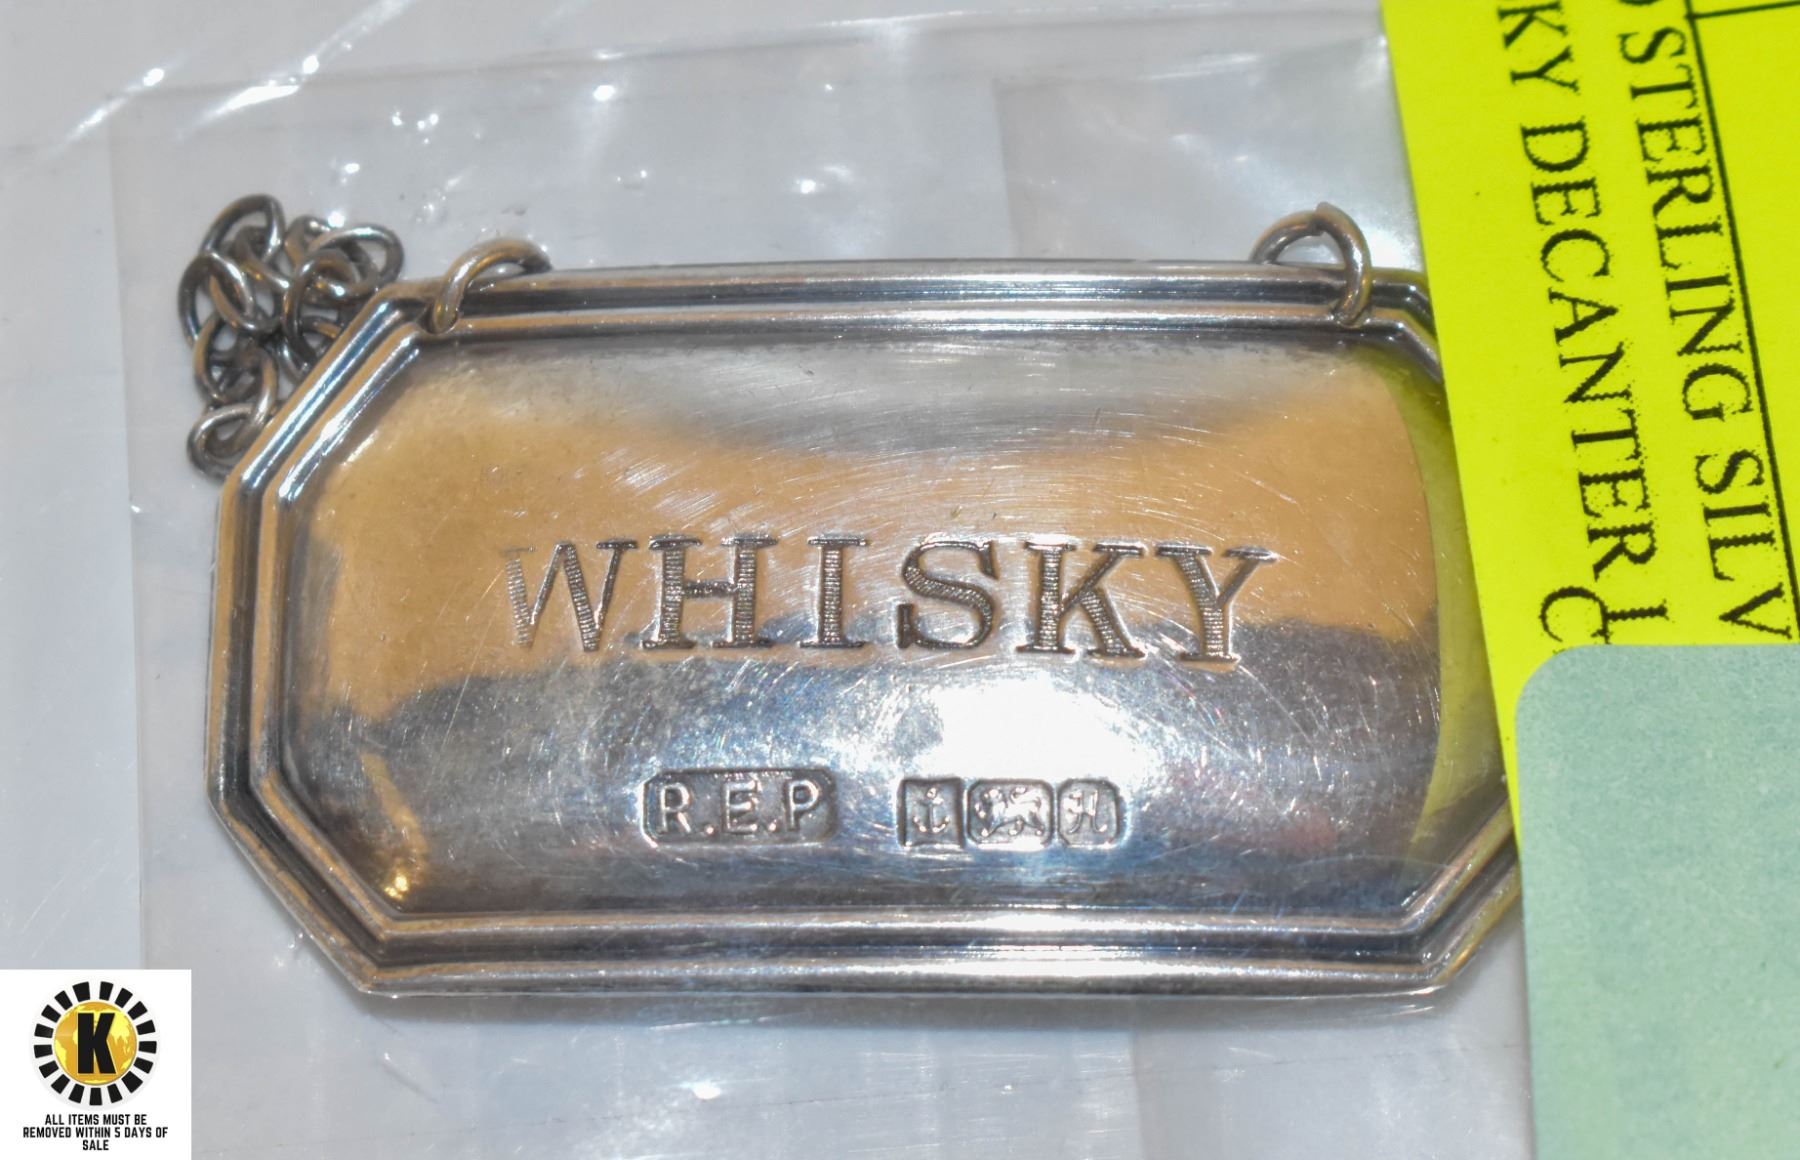 STERLING SILV
KY DECANTER L
C
WHISKY
R.E.P
H
K
ALL ITEMS MUST BE
REMOVED WITHIN 5 DAYS OF
SALE